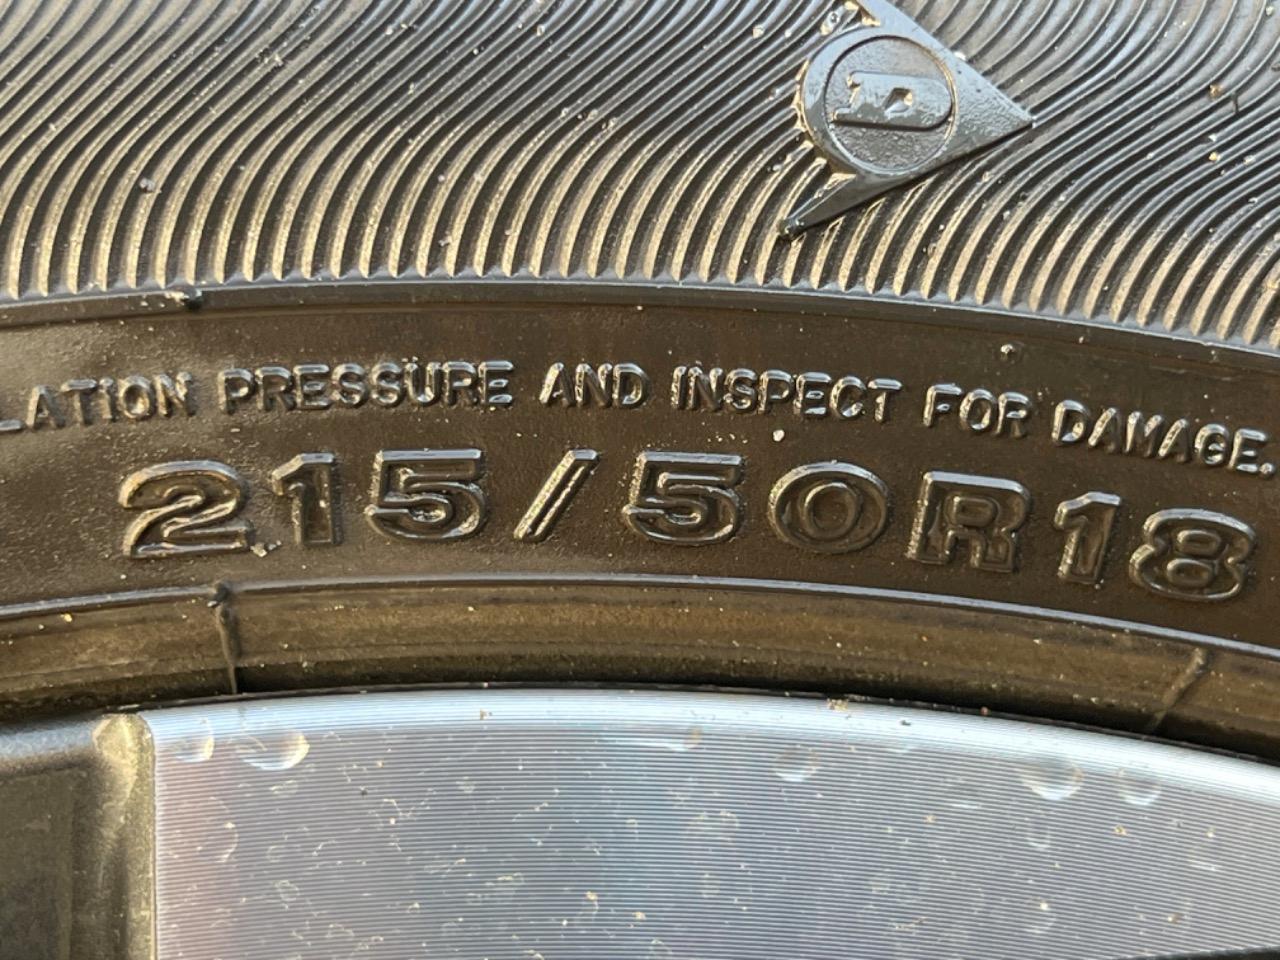 D
LATION PRESSURE AND INSPECT FOR DAMAGE.
215/50R18